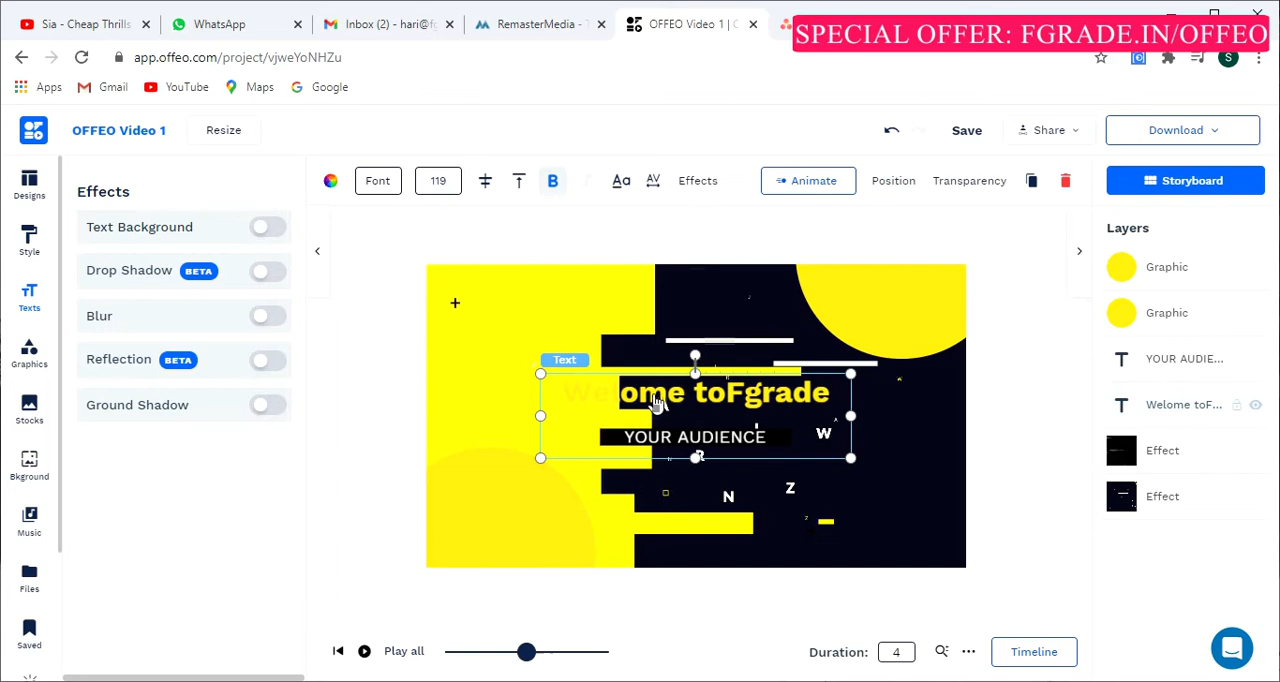 Sia - Cheap Thrills
WhatsApp
Inbox (2) - hari@f
RemasterMedia -
OFFEO Video 1 |
SPECIAL OFFER: FGRADE.IN/OFFEO
app.offeo.com/project/vjweYoNHZu
S
Apps
Gmail
YouTube
Maps
Google
OFFEO Video 1
Resize
Save
Share
Download
Designs
Style
Texts
Graphics
Stocks
Bkground
Music
Files
Saved
Effects
Text Background
Drop Shadow BETA
Blur
Reflection BETA
Ground Shadow
Font
119
B
Aa
AV
Effects
Animate
Position
Transparency
Storyboard
Text
Welome toFgrade
YOUR AUDIENCE
W
R
N
Z
Layers
Graphic
Graphic
T YOUR AUDIE...
T Welome toF...
Effect
Effect
Play all
Duration: 4
Timeline